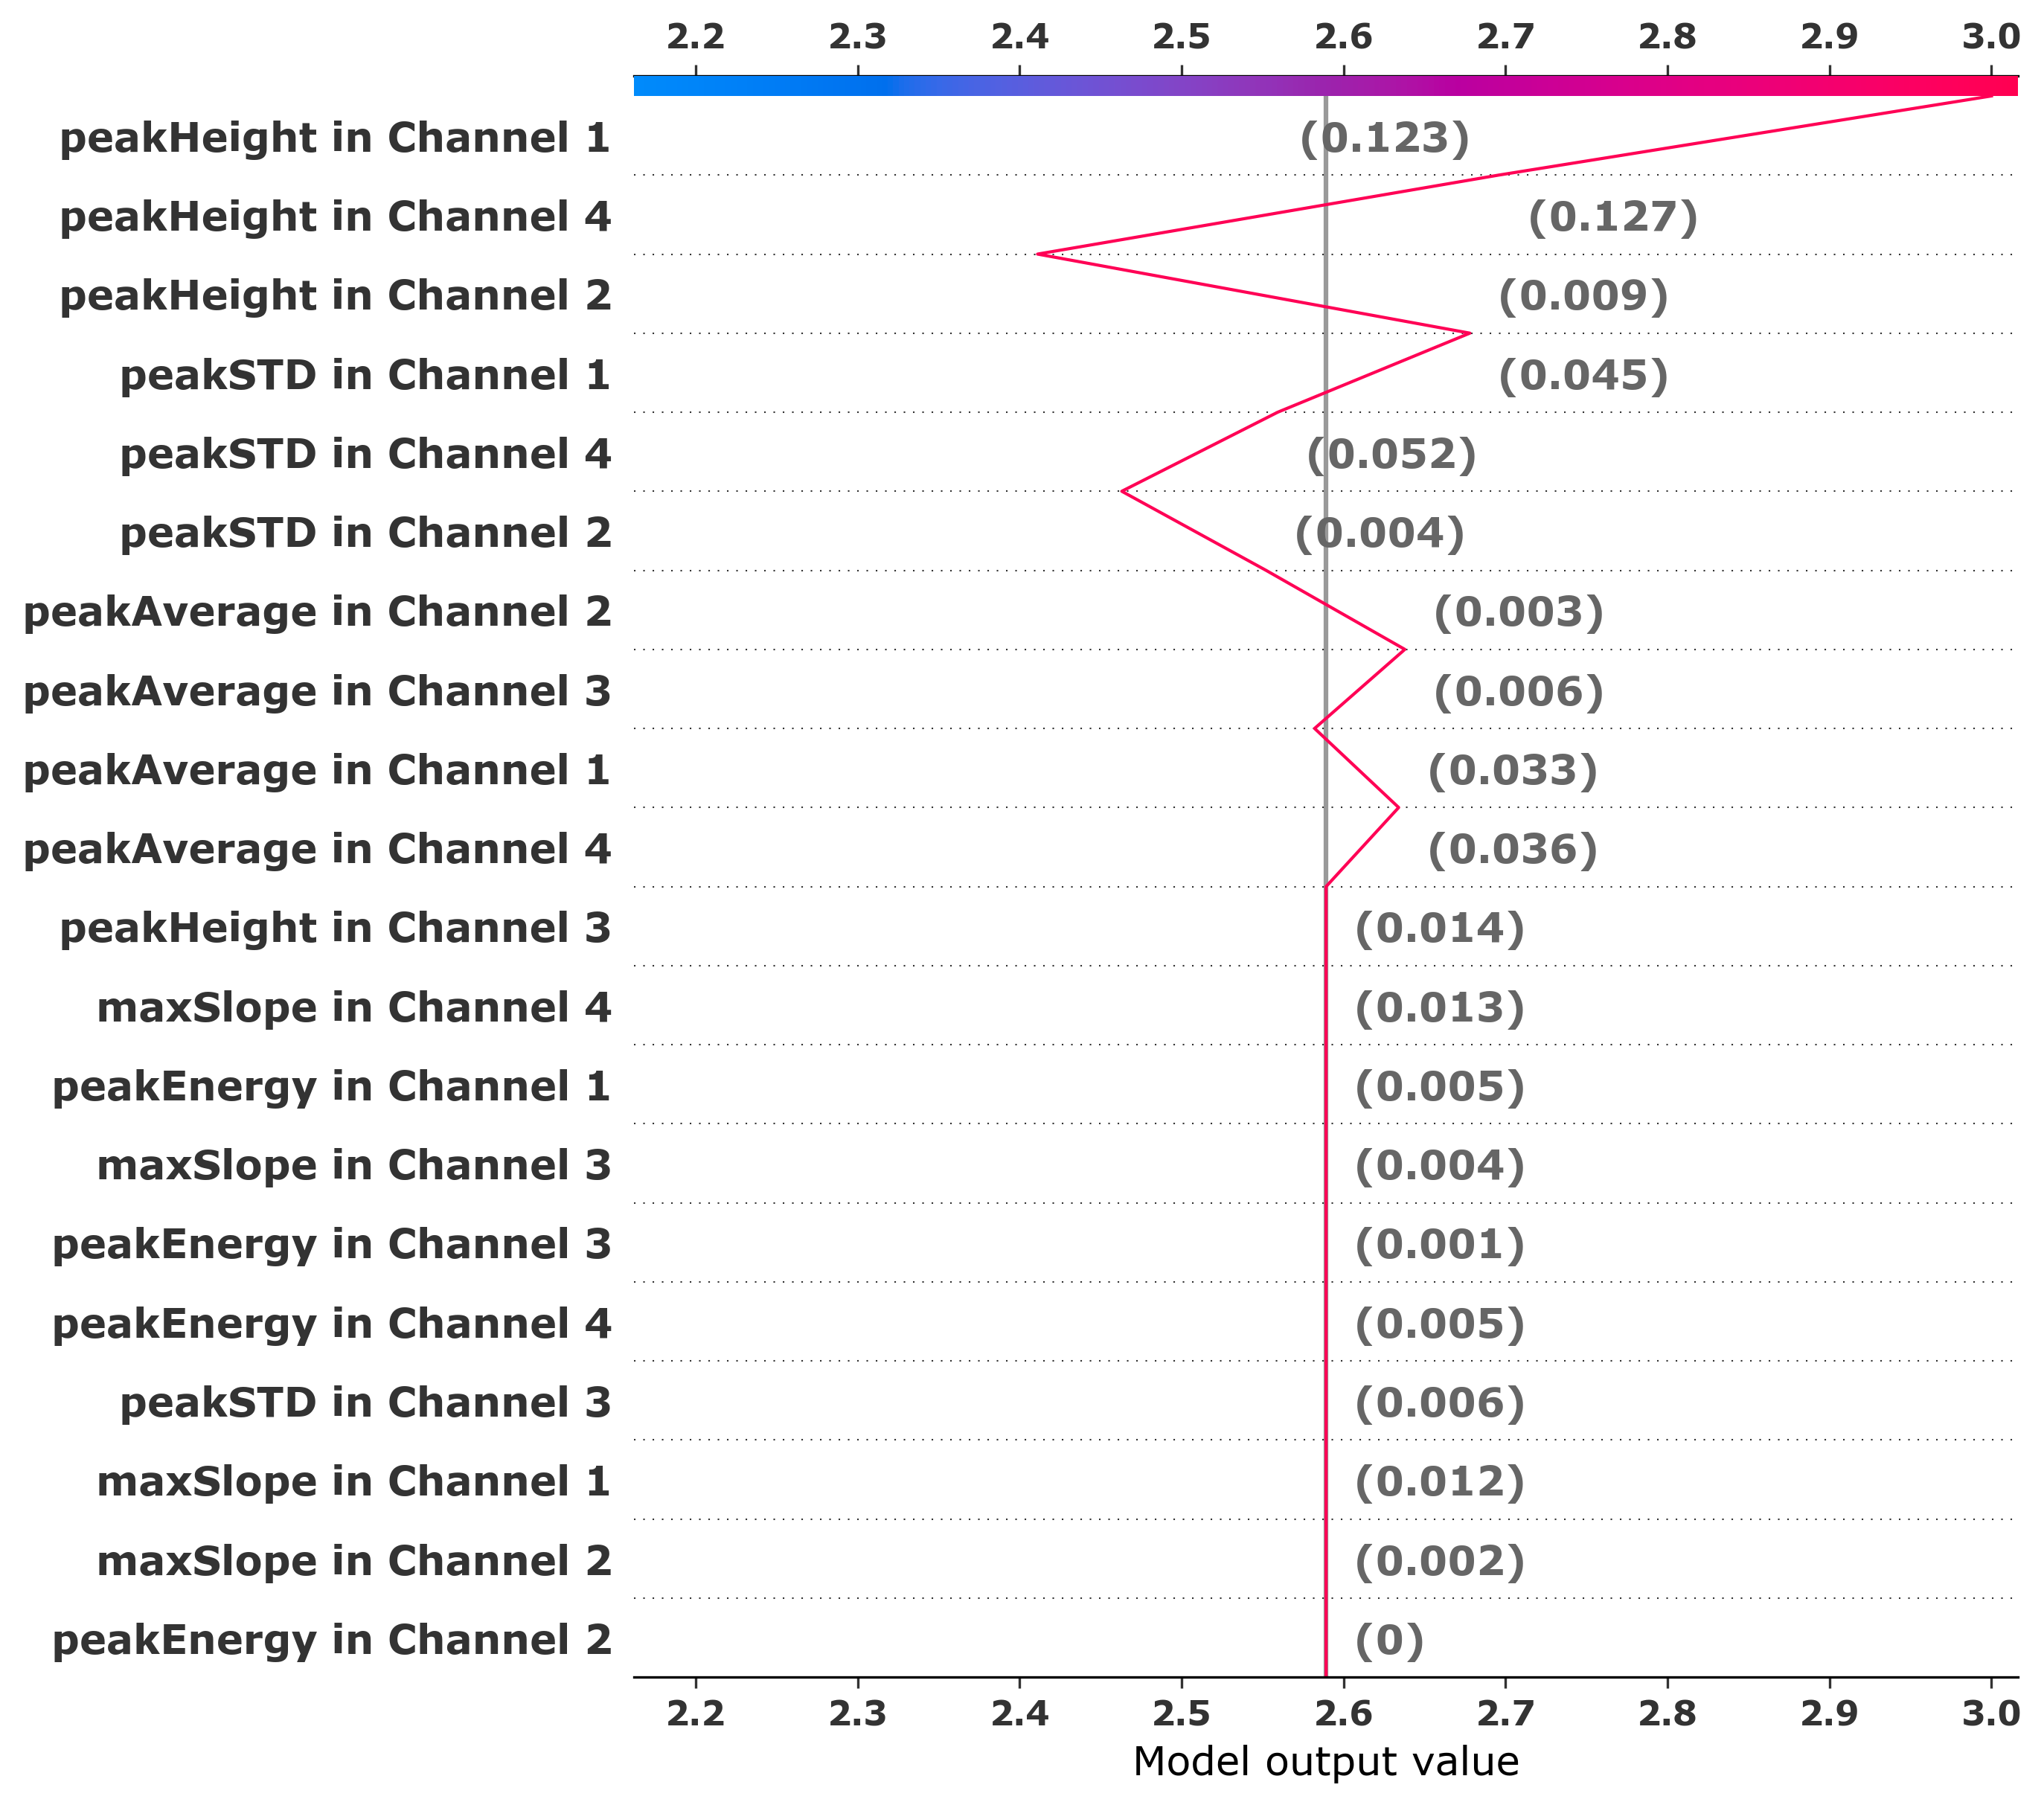 2.2 2.3 2.4 2.5 2.6 2.7 2.8 2.9 3.0
peakHeight in Channel 1 (0.123)
peakHeight in Channel 4 (0.127)
peakHeight in Channel 2 (0.009)
peakSTD in Channel 1 (0.045)
peakSTD in Channel 4 (0.052)
peakSTD in Channel 2 (0.004)
peakAverage in Channel 2 (0.003)
peakAverage in Channel 3 (0.006)
peakAverage in Channel 1 (0.033)
peakAverage in Channel 4 (0.036)
peakHeight in Channel 3 (0.014)
maxSlope in Channel 4 (0.013)
peakEnergy in Channel 1 (0.005)
maxSlope in Channel 3 (0.004)
peakEnergy in Channel 3 (0.001)
peakEnergy in Channel 4 (0.005)
peakSTD in Channel 3 (0.006)
maxSlope in Channel 1 (0.012)
maxSlope in Channel 2 (0.002)
peakEnergy in Channel 2 (0)
2.2 2.3 2.4 2.5 2.6 2.7 2.8 2.9 3.0
Model output value